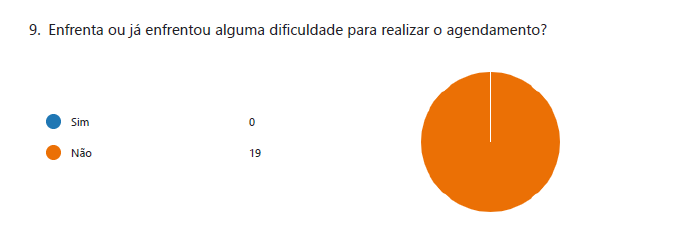 9. Enfrenta ou já enfrentou alguma dificuldade para realizar o agendamento?
Sim 0
Não 19